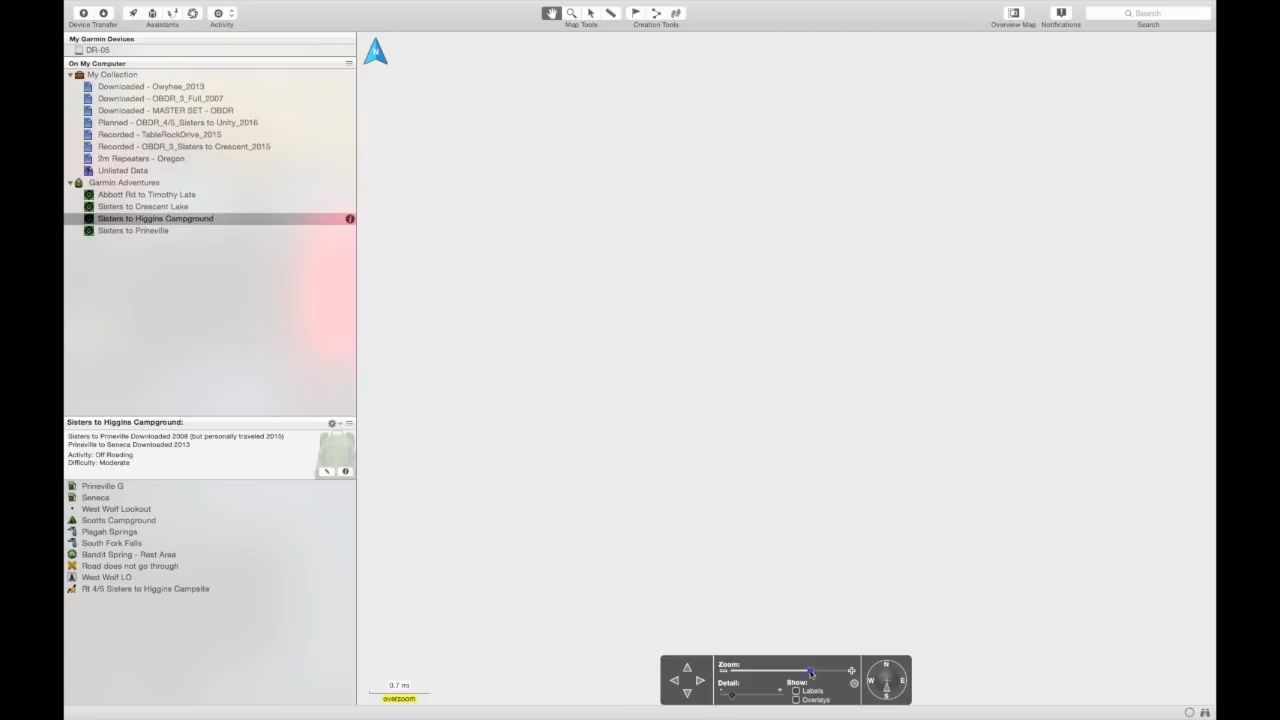 Device Transfer
Assistants
Activity
Map Tools
Creation Tools
Overview Map
Notifications
Search
Search
My Garmin Devices
DR-05
On My Computer
My Collection
Downloaded - Owyhee_2013
Downloaded - OBDR_3_Full_2007
Downloaded - MASTER SET - OBDR
Planned - OBDR_4/5_Sisters to Unity_2016
Recorded - TableRockDrive_2015
Recorded - OBDR_3_Sisters to Crescent_2015
2m Repeaters - Oregon
Unlisted Data
Garmin Adventures
Abbott Rd to Timothy Late
Sisters to Crescent Lake
Sisters to Higgins Campground
Sisters to Prineville
N
Sisters to Higgins Campground:
Sisters to Prineville Downloaded 2008 (but personally traveled 2015)
Prineville to Seneca Downloaded 2013
Activity: Off Roading
Difficulty: Moderate
Prineville G
Seneca
West Wolf Lookout
Scotts Campground
Pisgah Springs
South Fork Falls
Bandit Spring - Rest Area
Road does not go through
West Wolf LO
Rt 4/5 Sisters to Higgins Campsite
0.7 mi
overzoom
Zoom:
Detail:
Show:
Labels
Overlays
N
W E
S